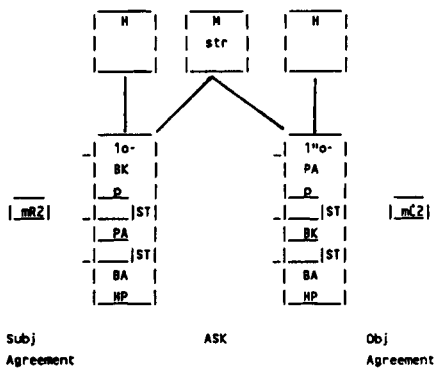 M M M
str
1o- 1"o-
BK PA
p p
ST ST
mR2 PA BK mC2
ST ST
BA BA
HP HP
Subj ASK Obj
Agreement Agreement